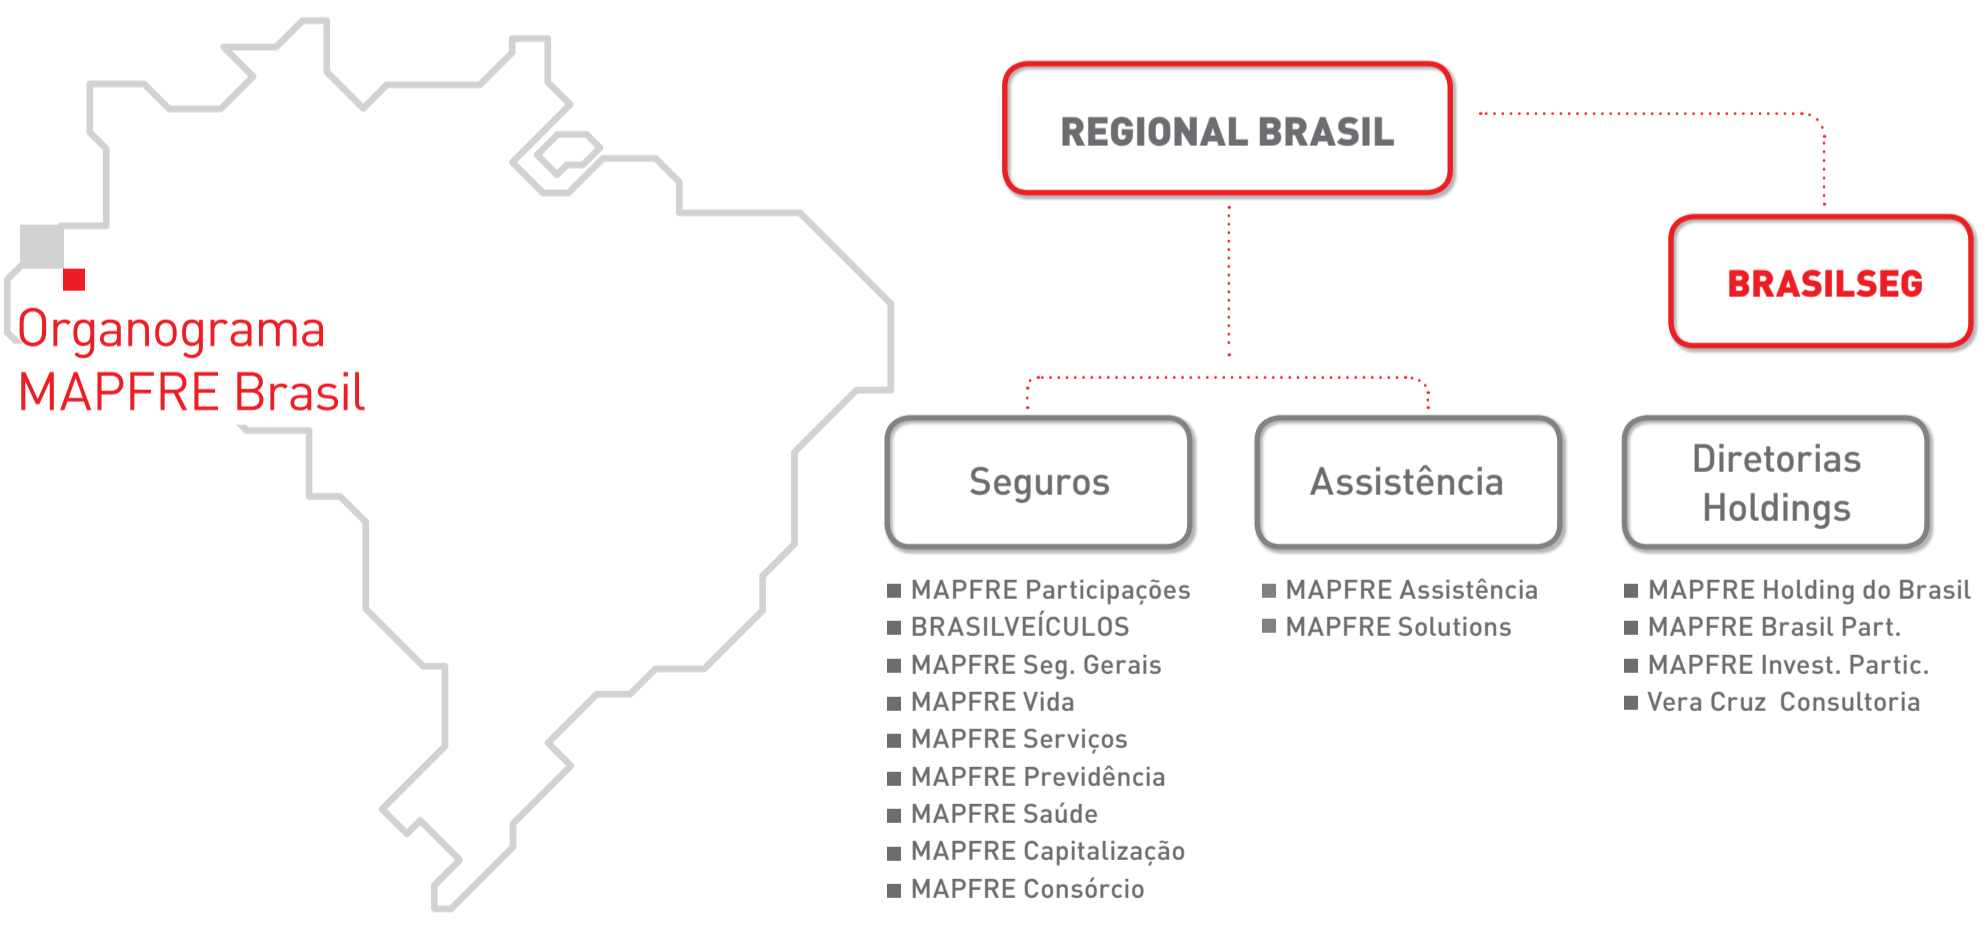 Organograma
MAPFRE Brasil
REGIONAL BRASIL
BRASILSEG
Seguros
MAPFRE Participações
BRASILVEÍCULOS
MAPFRE Seg. Gerais
MAPFRE Vida
MAPFRE Serviços
MAPFRE Previdência
MAPFRE Saúde
MAPFRE Capitalização
MAPFRE Consórcio
Assistência
MAPFRE Assistência
MAPFRE Solutions
Diretorias
Holdings
MAPFRE Holding do Brasil
MAPFRE Brasil Part.
MAPFRE Invest. Partic.
Vera Cruz Consultoria